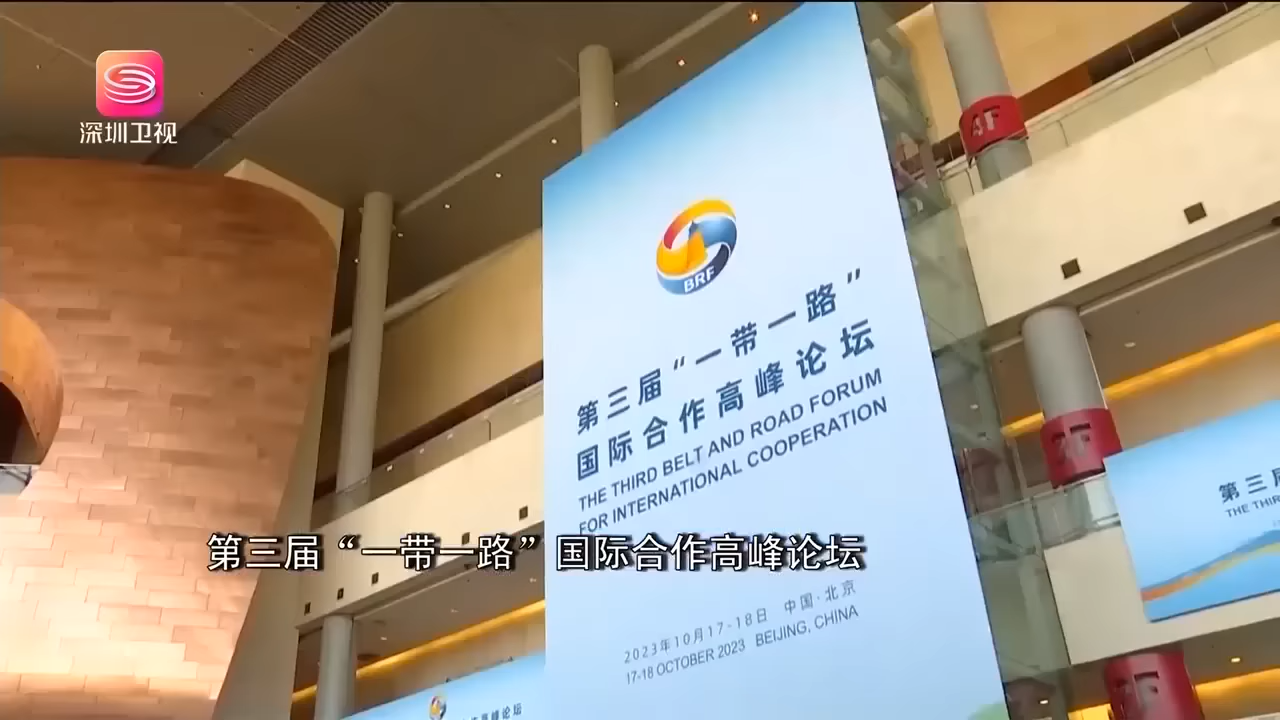 深圳卫视
4F
BRF
第三届“一带一路”
国际合作高峰论坛
THE THIRD BELT AND ROAD FORUM
FOR INTERNATIONAL COOPERATION
第三届
THE THIR
第三届“一带一路”国际合作高峰论坛
2023年10月17-18日 中国·北京
17-18 OCTOBER 2023 BEIJING, CHINA